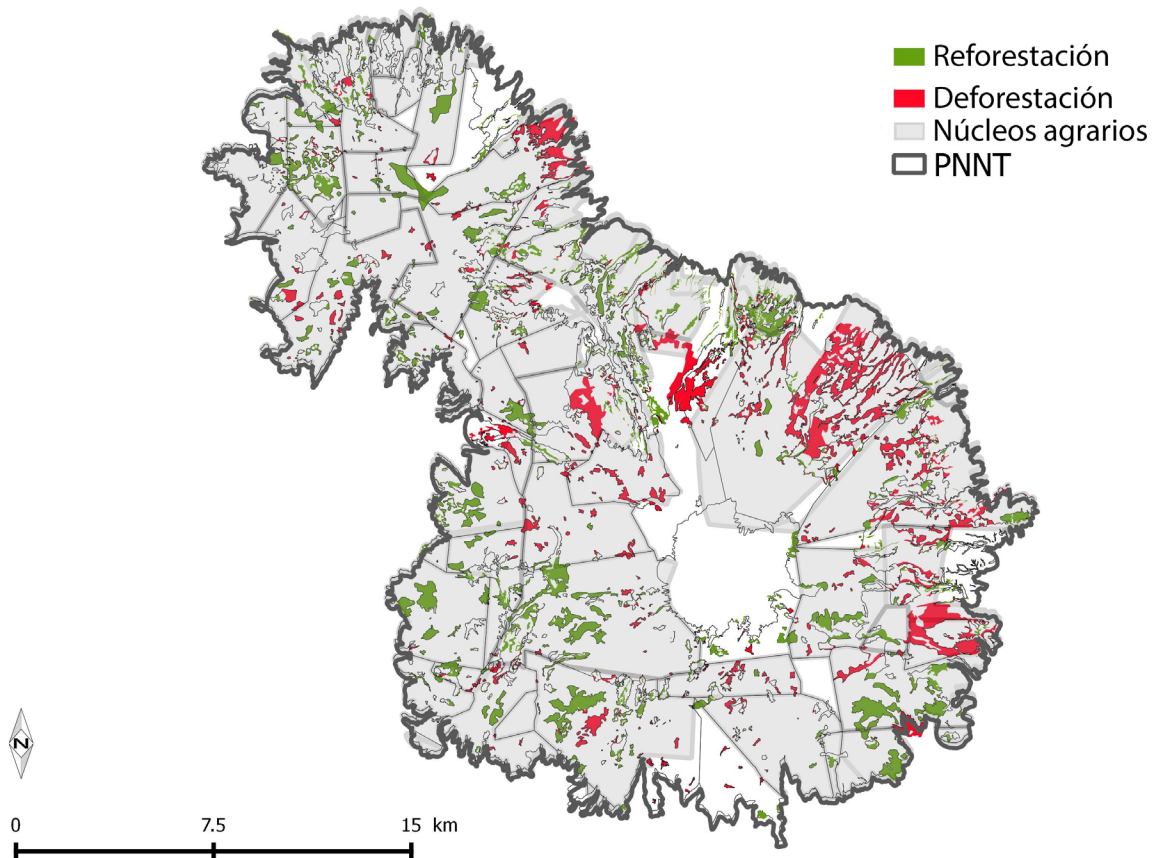 Reforestación
Deforestación
Núcleos agrarios
PNNT
N
0 7.5 15 km